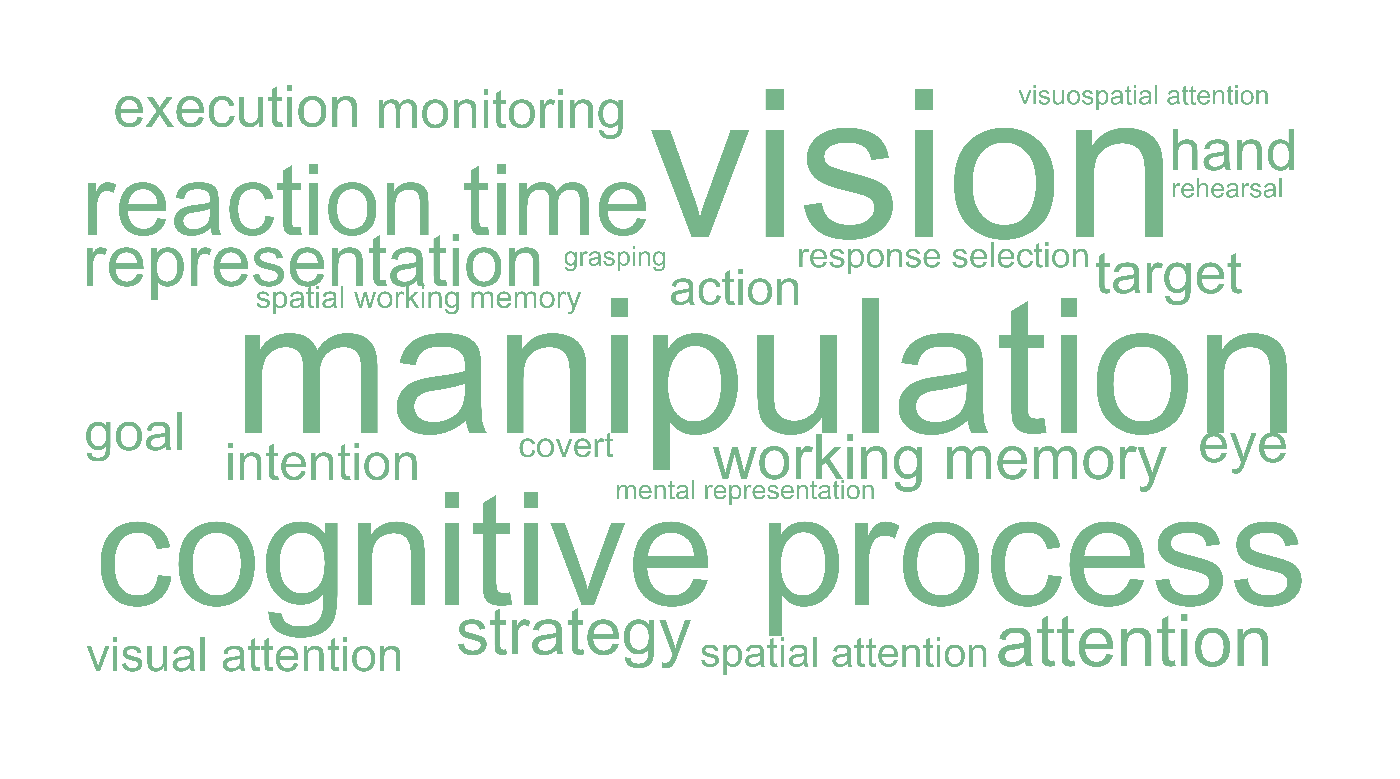 visuospatial attention
execution monitoring
vision
hand
rehearsal
reaction time
representation
grasping
response selection
target
spatial working memory
action
manipulation
goal
intention
covert
working memory
eye
mental representation
cognitive process
visual attention
strategy
spatial attention
attention